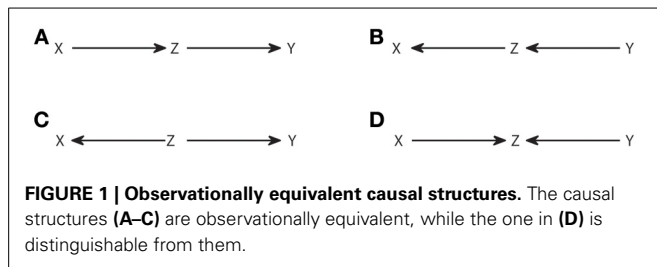 A X Z Y B X Z Y
C X Z Y D X Z Y
FIGURE 1 | Observationally equivalent causal structures. The causal
structures (A–C) are observationally equivalent, while the one in (D) is
distinguishable from them.